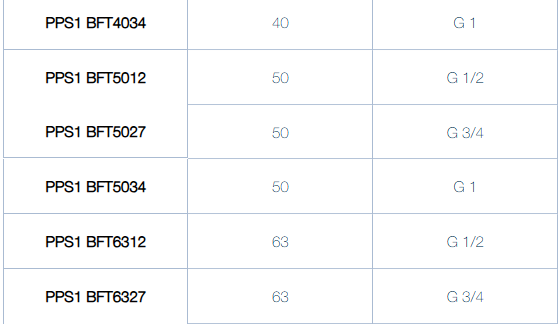 PPS1 BFT4034 40 G 1
PPS1 BFT5012 50 G 1/2
PPS1 BFT5027 50 G 3/4
PPS1 BFT5034 50 G 1
PPS1 BFT6312 63 G 1/2
PPS1 BFT6327 63 G 3/4